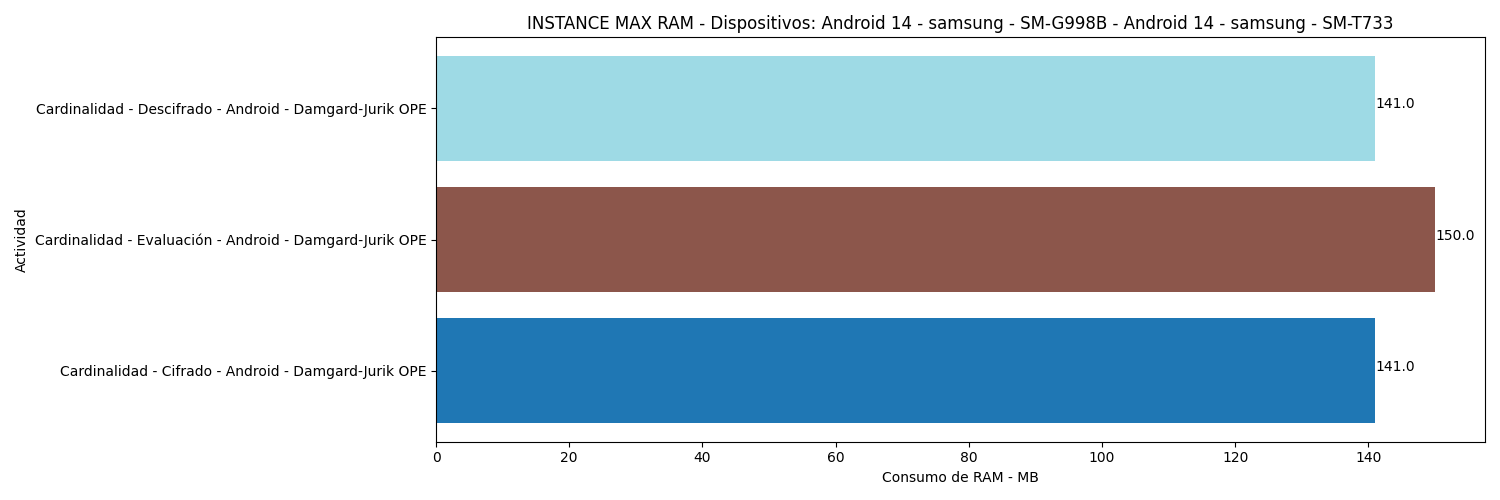 INSTANCE MAX RAM - Dispositivos: Android 14 - samsung - SM-G998B - Android 14 - samsung - SM-T733
Actividad
Cardinalidad - Descifrado - Android - Damgard-Jurik OPE
141.0
Cardinalidad - Evaluación - Android - Damgard-Jurik OPE
150.0
Cardinalidad - Cifrado - Android - Damgard-Jurik OPE
141.0
0 20 40 60 80 100 120 140
Consumo de RAM - MB